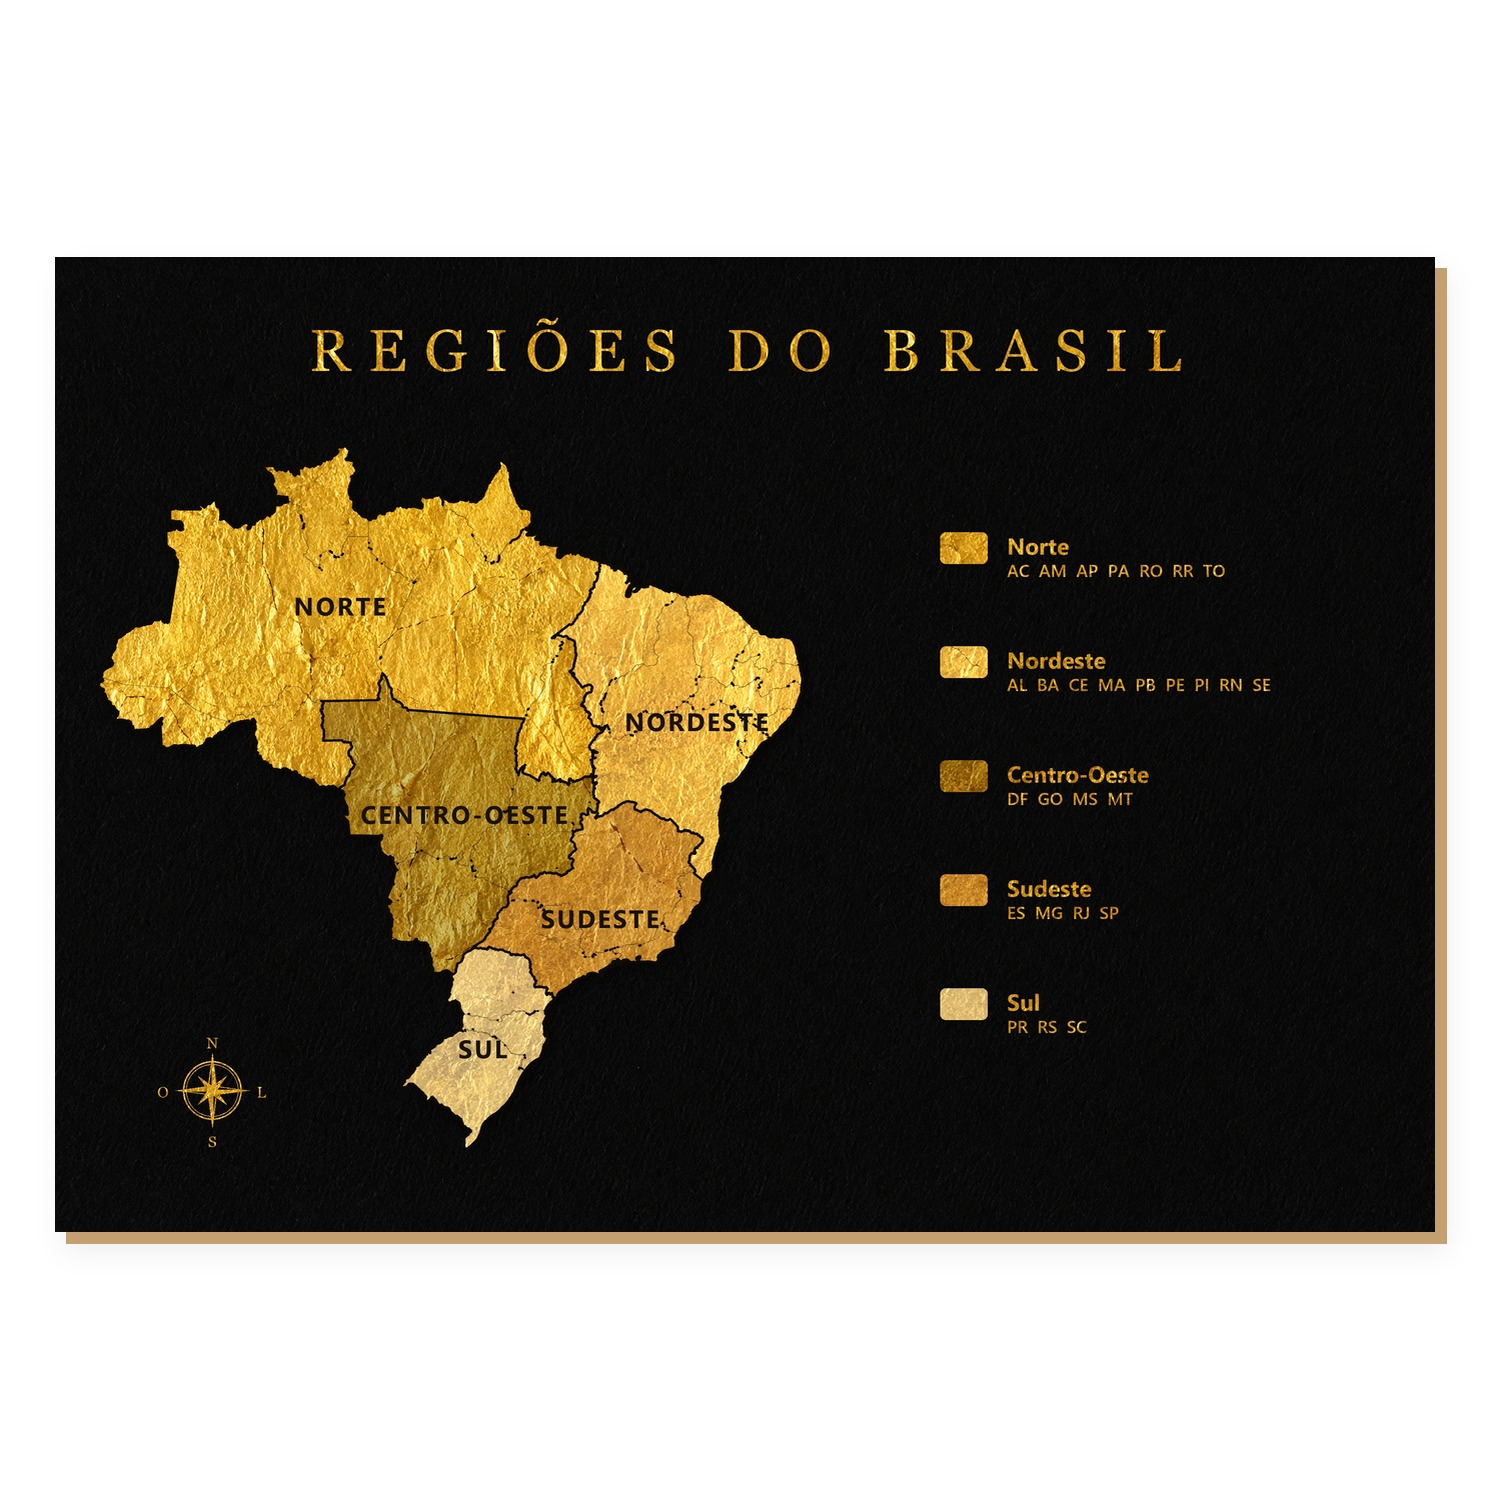 REGIÕES DO BRASIL
NORTE
NORDESTE
CENTRO-OESTE
SUDESTE
SUL
Norte
AC AM AP PA RO RR TO
Nordeste
AL BA CE MA PB PE PI RN SE
Centro-Oeste
DF GO MS MT
Sudeste
ES MG RJ SP
Sul
PR RS SC
N
O L
S